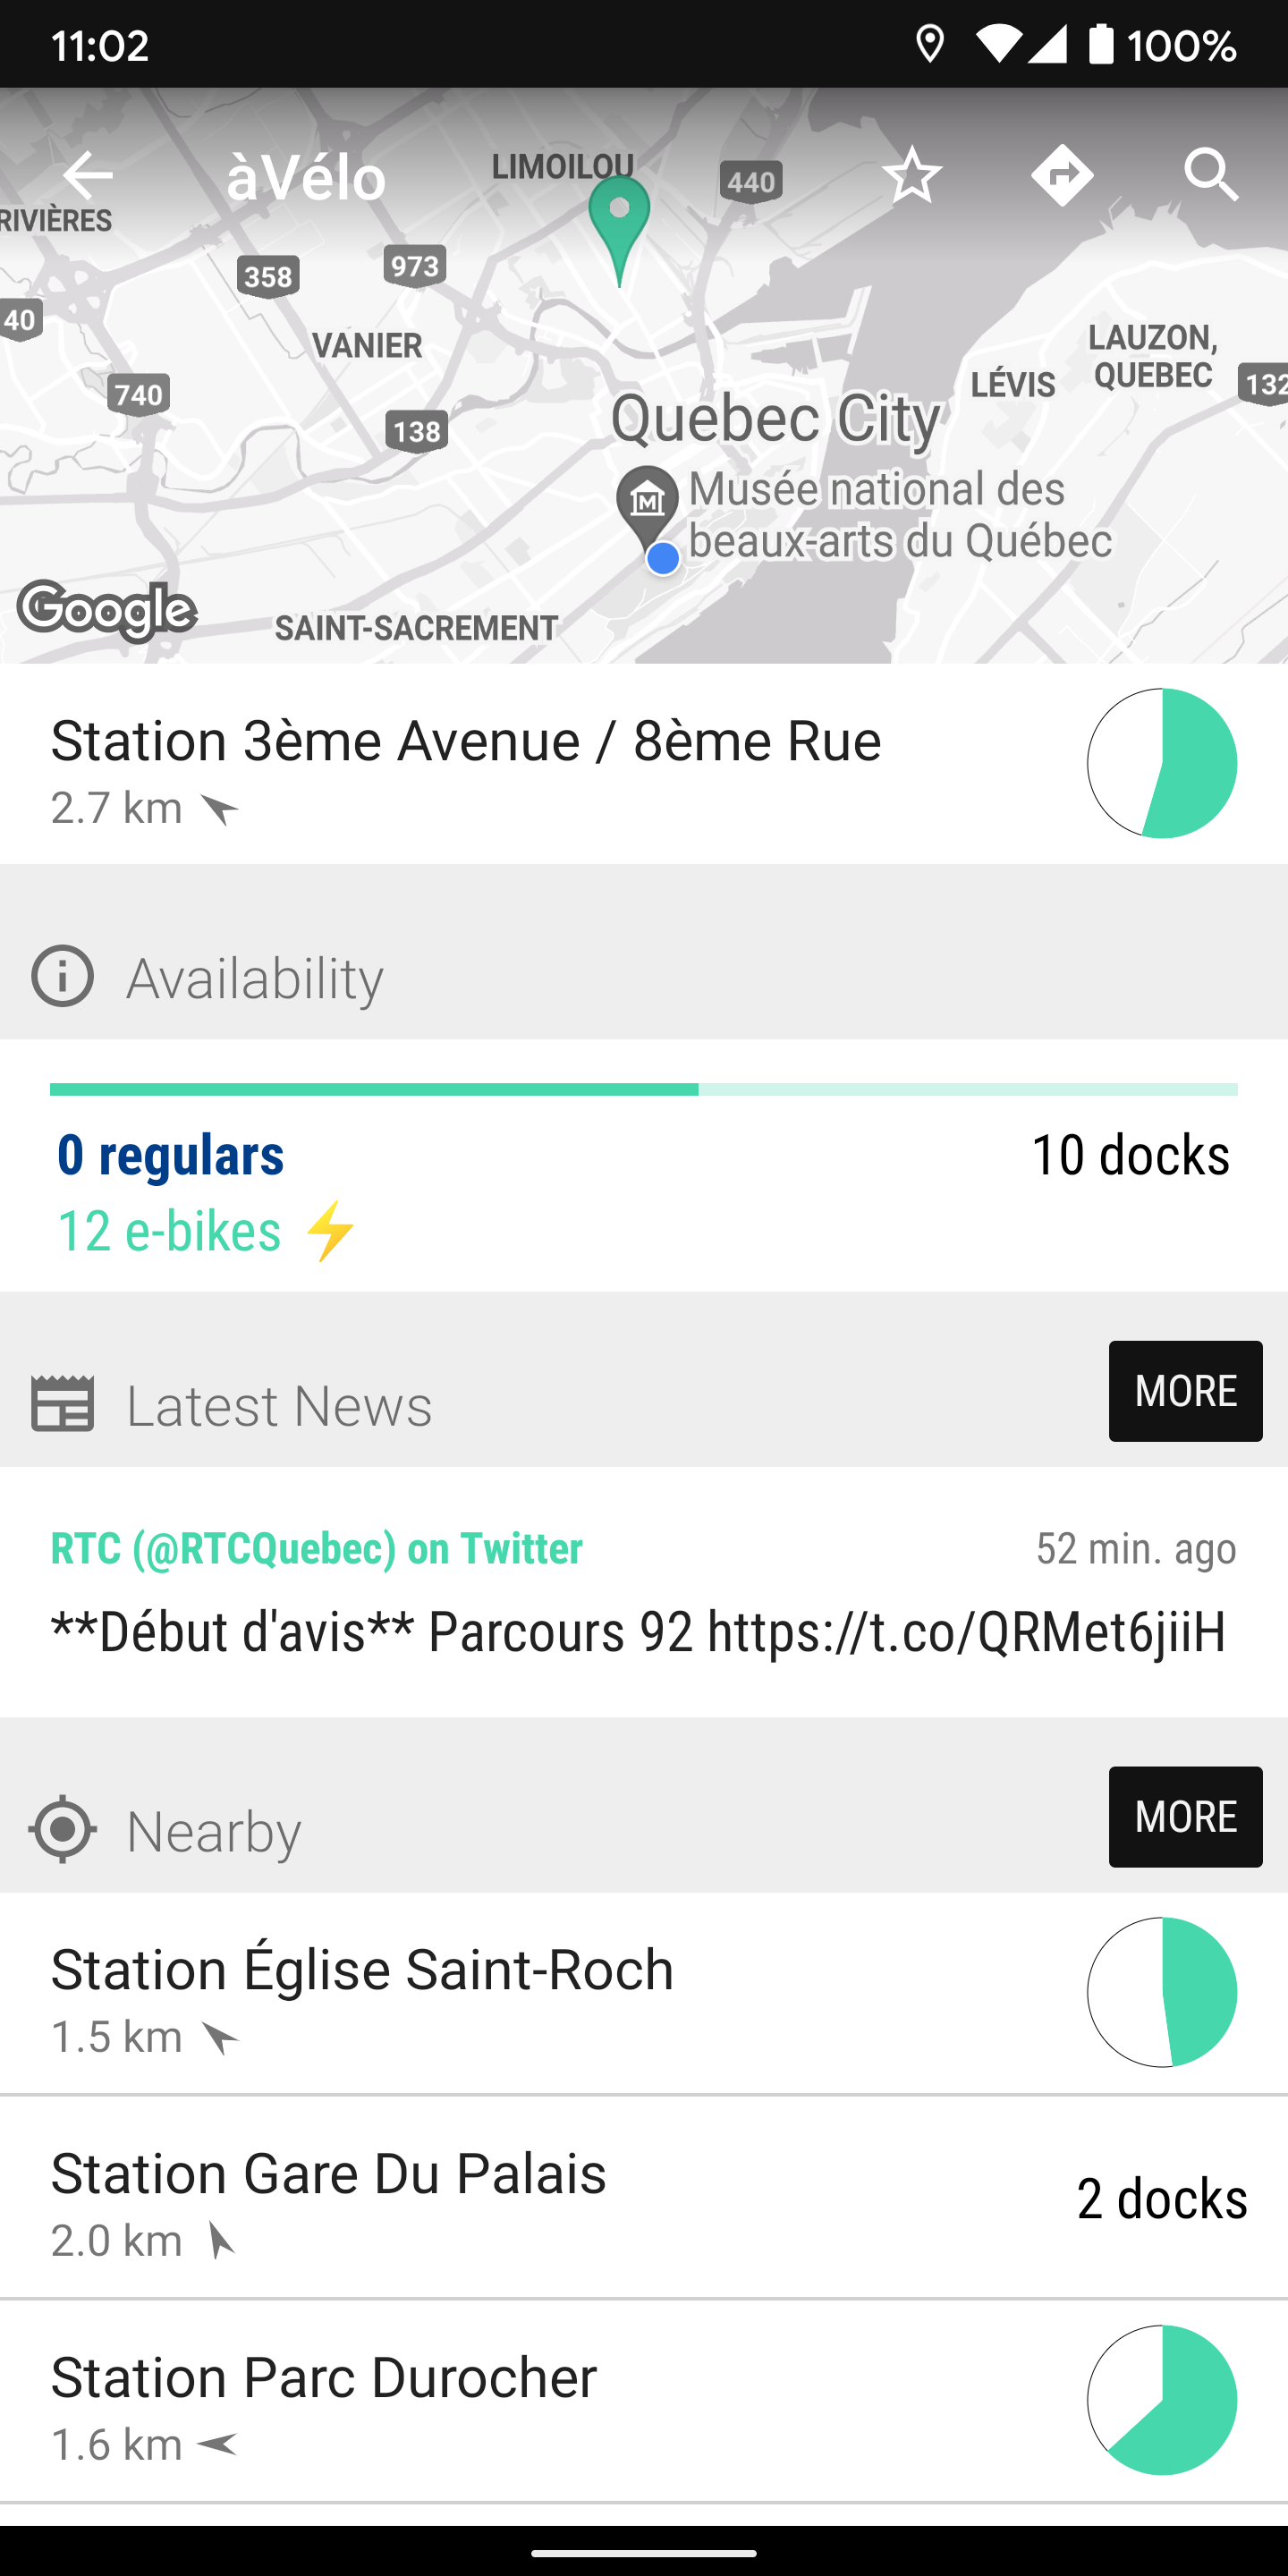 11:02
100%
àVélo
LIMOILOU
440
RIVIÈRES
358
973
40
VANIER
LAUZON,
QUEBEC
LÉVIS
132
740
138
Quebec City
Musée national des
beaux-arts du Québec
Google
SAINT-SACREMENT
Station 3ème Avenue / 8ème Rue
2.7 km
Availability
0 regulars
10 docks
12 e-bikes ⚡
Latest News
MORE
RTC (@RTCQuebec) on Twitter
52 min. ago
**Début d'avis** Parcours 92 https://t.co/QRMet6jiiH
Nearby
MORE
Station Église Saint-Roch
1.5 km
Station Gare Du Palais
2.0 km
2 docks
Station Parc Durocher
1.6 km